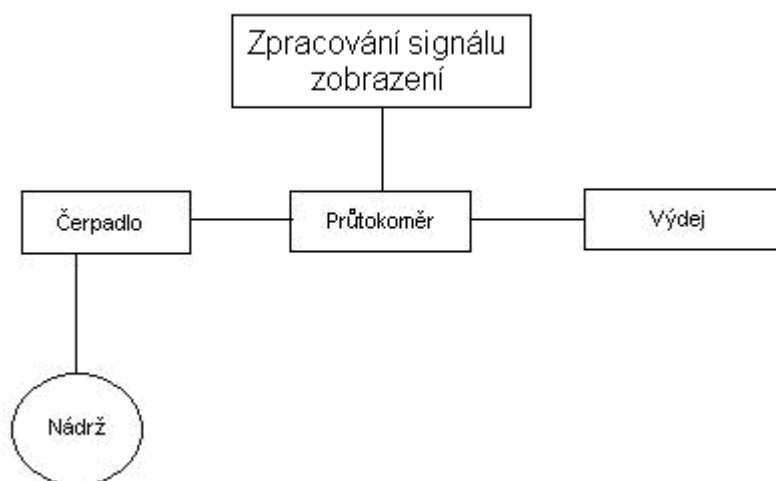 Zpracování signálu
zobrazení
Čerpadlo
Průtokoměr
Výdej
Nádrž